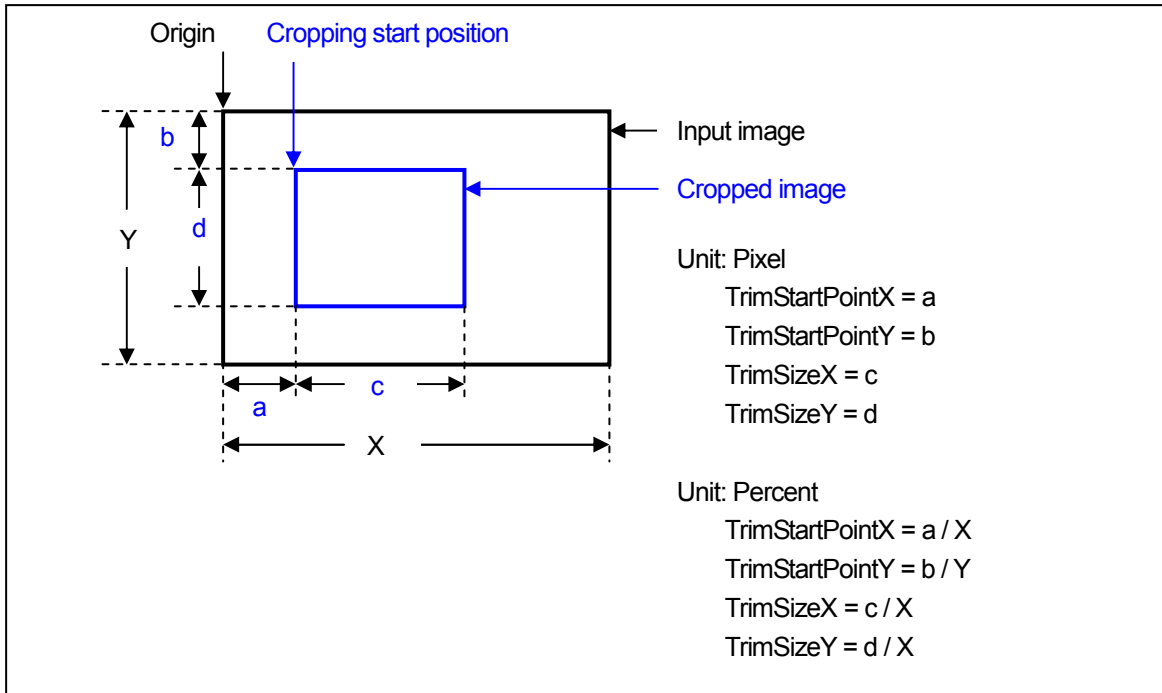 Origin
Cropping start position
b
Input image
Cropped image
d
Y
Unit: Pixel
TrimStartPointX = a
TrimStartPointY = b
TrimSizeX = c
TrimSizeY = d
a
c
X
Unit: Percent
TrimStartPointX = a / X
TrimStartPointY = b / Y
TrimSizeX = c / X
TrimSizeY = d / X